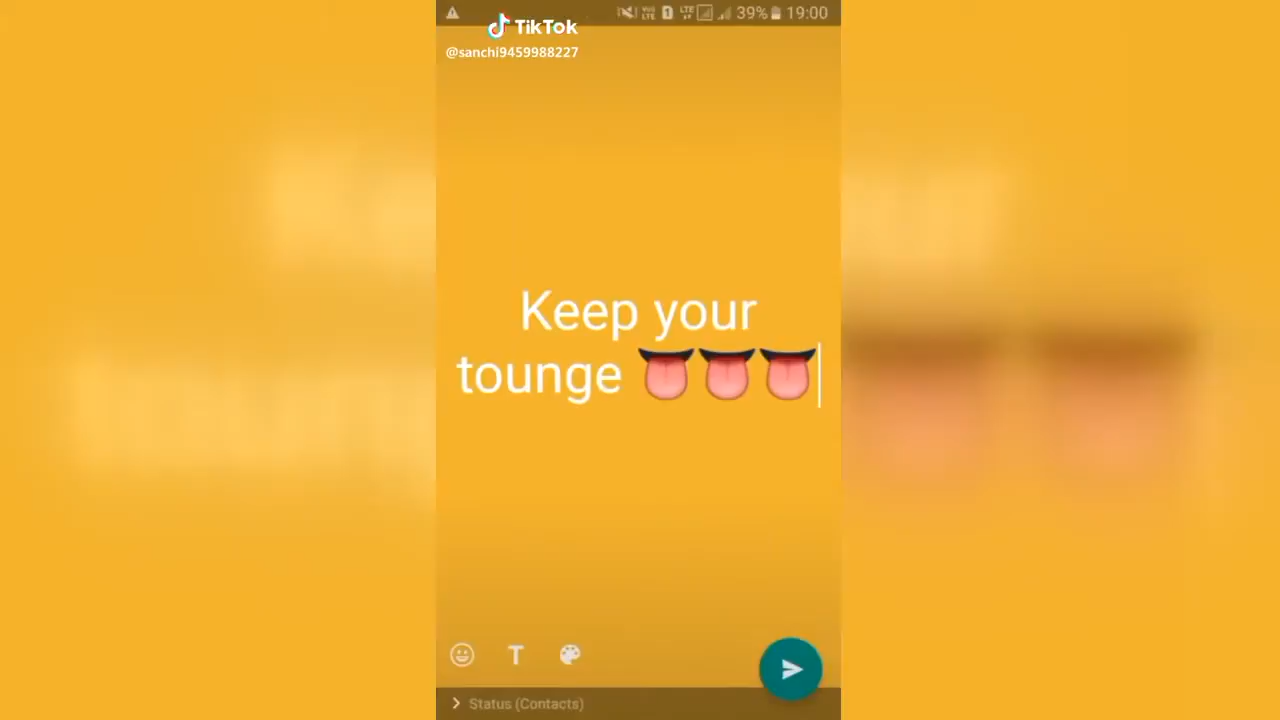 39% 19:00
TikTok
@sanchi9459988227
Keep your
tounge 👅👅👅
T
Status (Contacts)